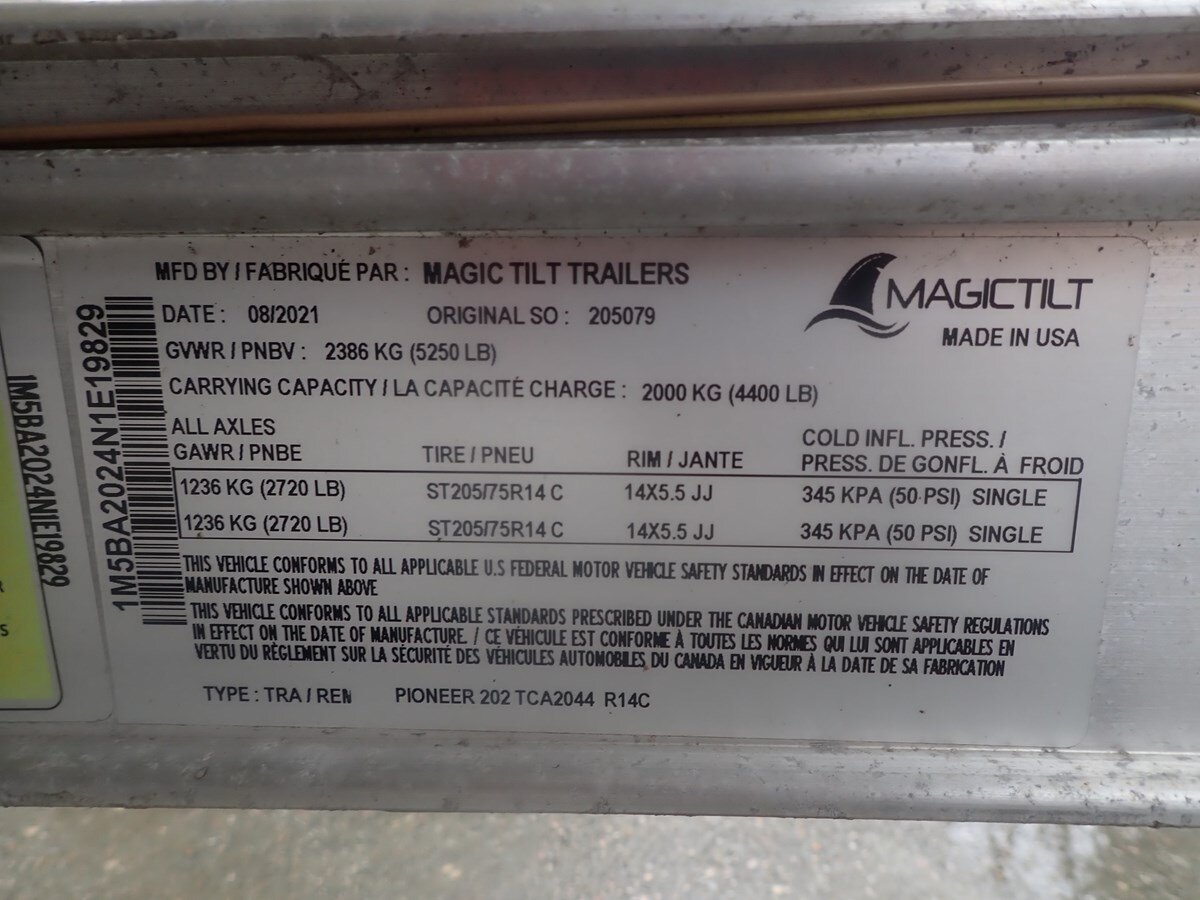 MFD BY / FABRIQUÉ PAR : MAGIC TILT TRAILERS
MAGICTILT
MADE IN USA
DATE : 08/2021 ORIGINAL SO : 205079
GVWR / PNBV : 2386 KG (5250 LB)
CARRYING CAPACITY / LA CAPACITÉ CHARGE : 2000 KG (4400 LB)
ALL AXLES
GAWR / PNBE TIRE / PNEU RIM / JANTE COLD INFL. PRESS. /
PRESS. DE GONFL. À FROID
1236 KG (2720 LB) ST205/75R14 C 14X5.5 JJ 345 KPA (50 PSI) SINGLE
1236 KG (2720 LB) ST205/75R14 C 14X5.5 JJ 345 KPA (50 PSI) SINGLE
THIS VEHICLE CONFORMS TO ALL APPLICABLE U.S FEDERAL MOTOR VEHICLE SAFETY STANDARDS IN EFFECT ON THE DATE OF
MANUFACTURE SHOWN ABOVE
THIS VEHICLE CONFORMS TO ALL APPLICABLE STANDARDS PRESCRIBED UNDER THE CANADIAN MOTOR VEHICLE SAFETY REGULATIONS
IN EFFECT ON THE DATE OF MANUFACTURE. / CE VÉHICULE EST CONFORME À TOUTES LES NORMES QUI LUI SONT APPLICABLES EN
VERTU DU RÈGLEMENT SUR LA SÉCURITÉ DES VÉHICULES AUTOMOBILES DU CANADA EN VIGUEUR À LA DATE DE SA FABRICATION
TYPE : TRA / REN PIONEER 202 TCA2044 R14C
1M5BA2024N1E19829
1M5BA2024N1E19829